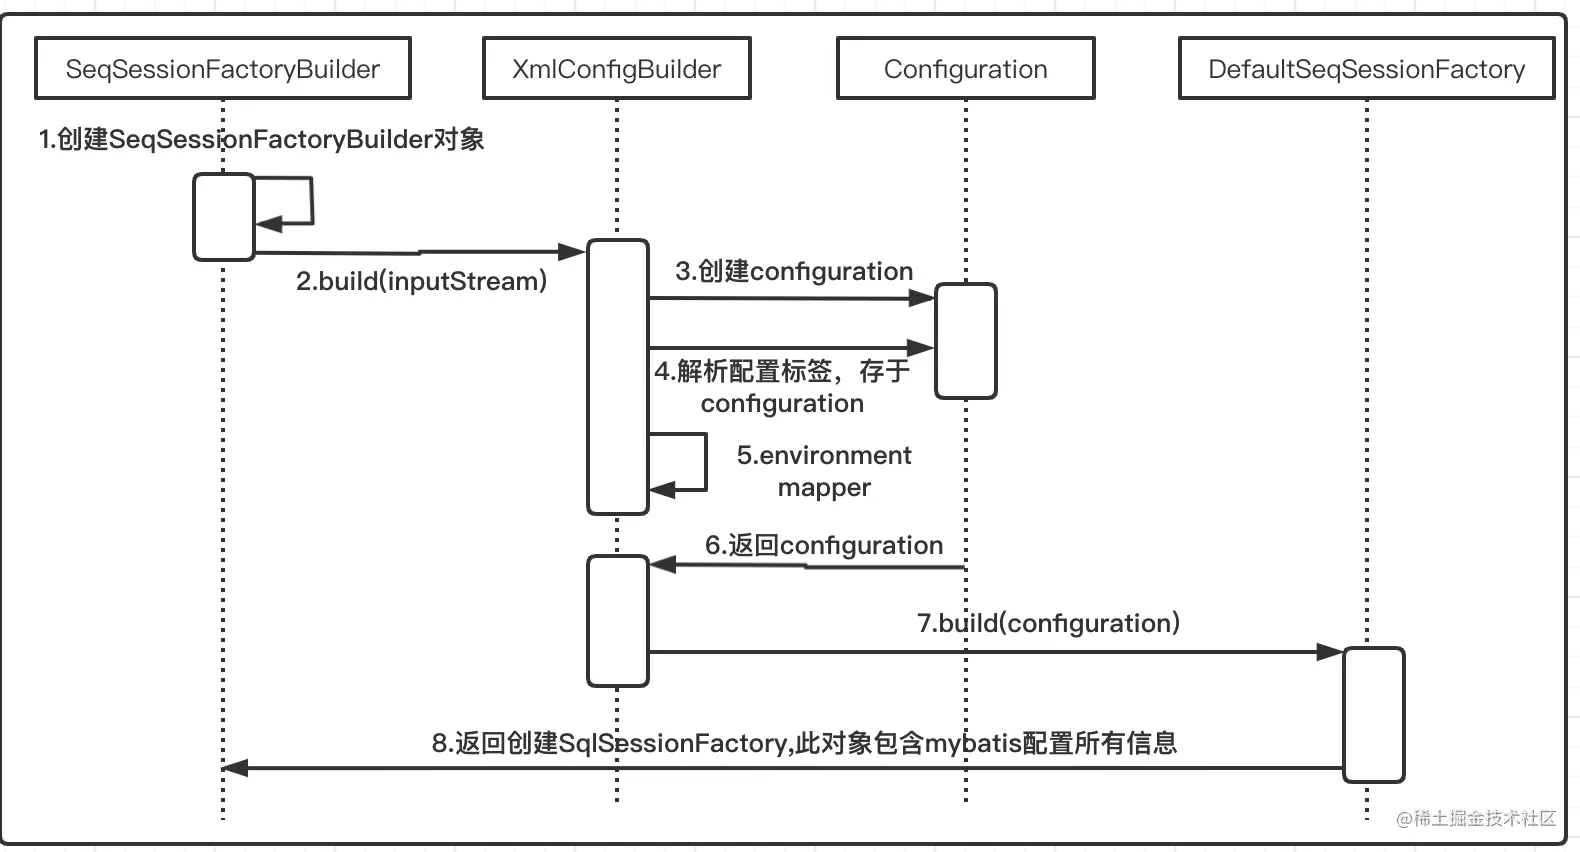 SeqSessionFactoryBuilder
XmlConfigBuilder
Configuration
DefaultSeqSessionFactory
1.创建SeqSessionFactoryBuilder对象
2.build(inputStream)
3.创建configuration
4.解析配置标签，存于
configuration
5.environment
mapper
6.返回configuration
7.build(configuration)
8.返回创建SqlSessionFactory,此对象包含mybatis配置所有信息
@稀土掘金技术社区